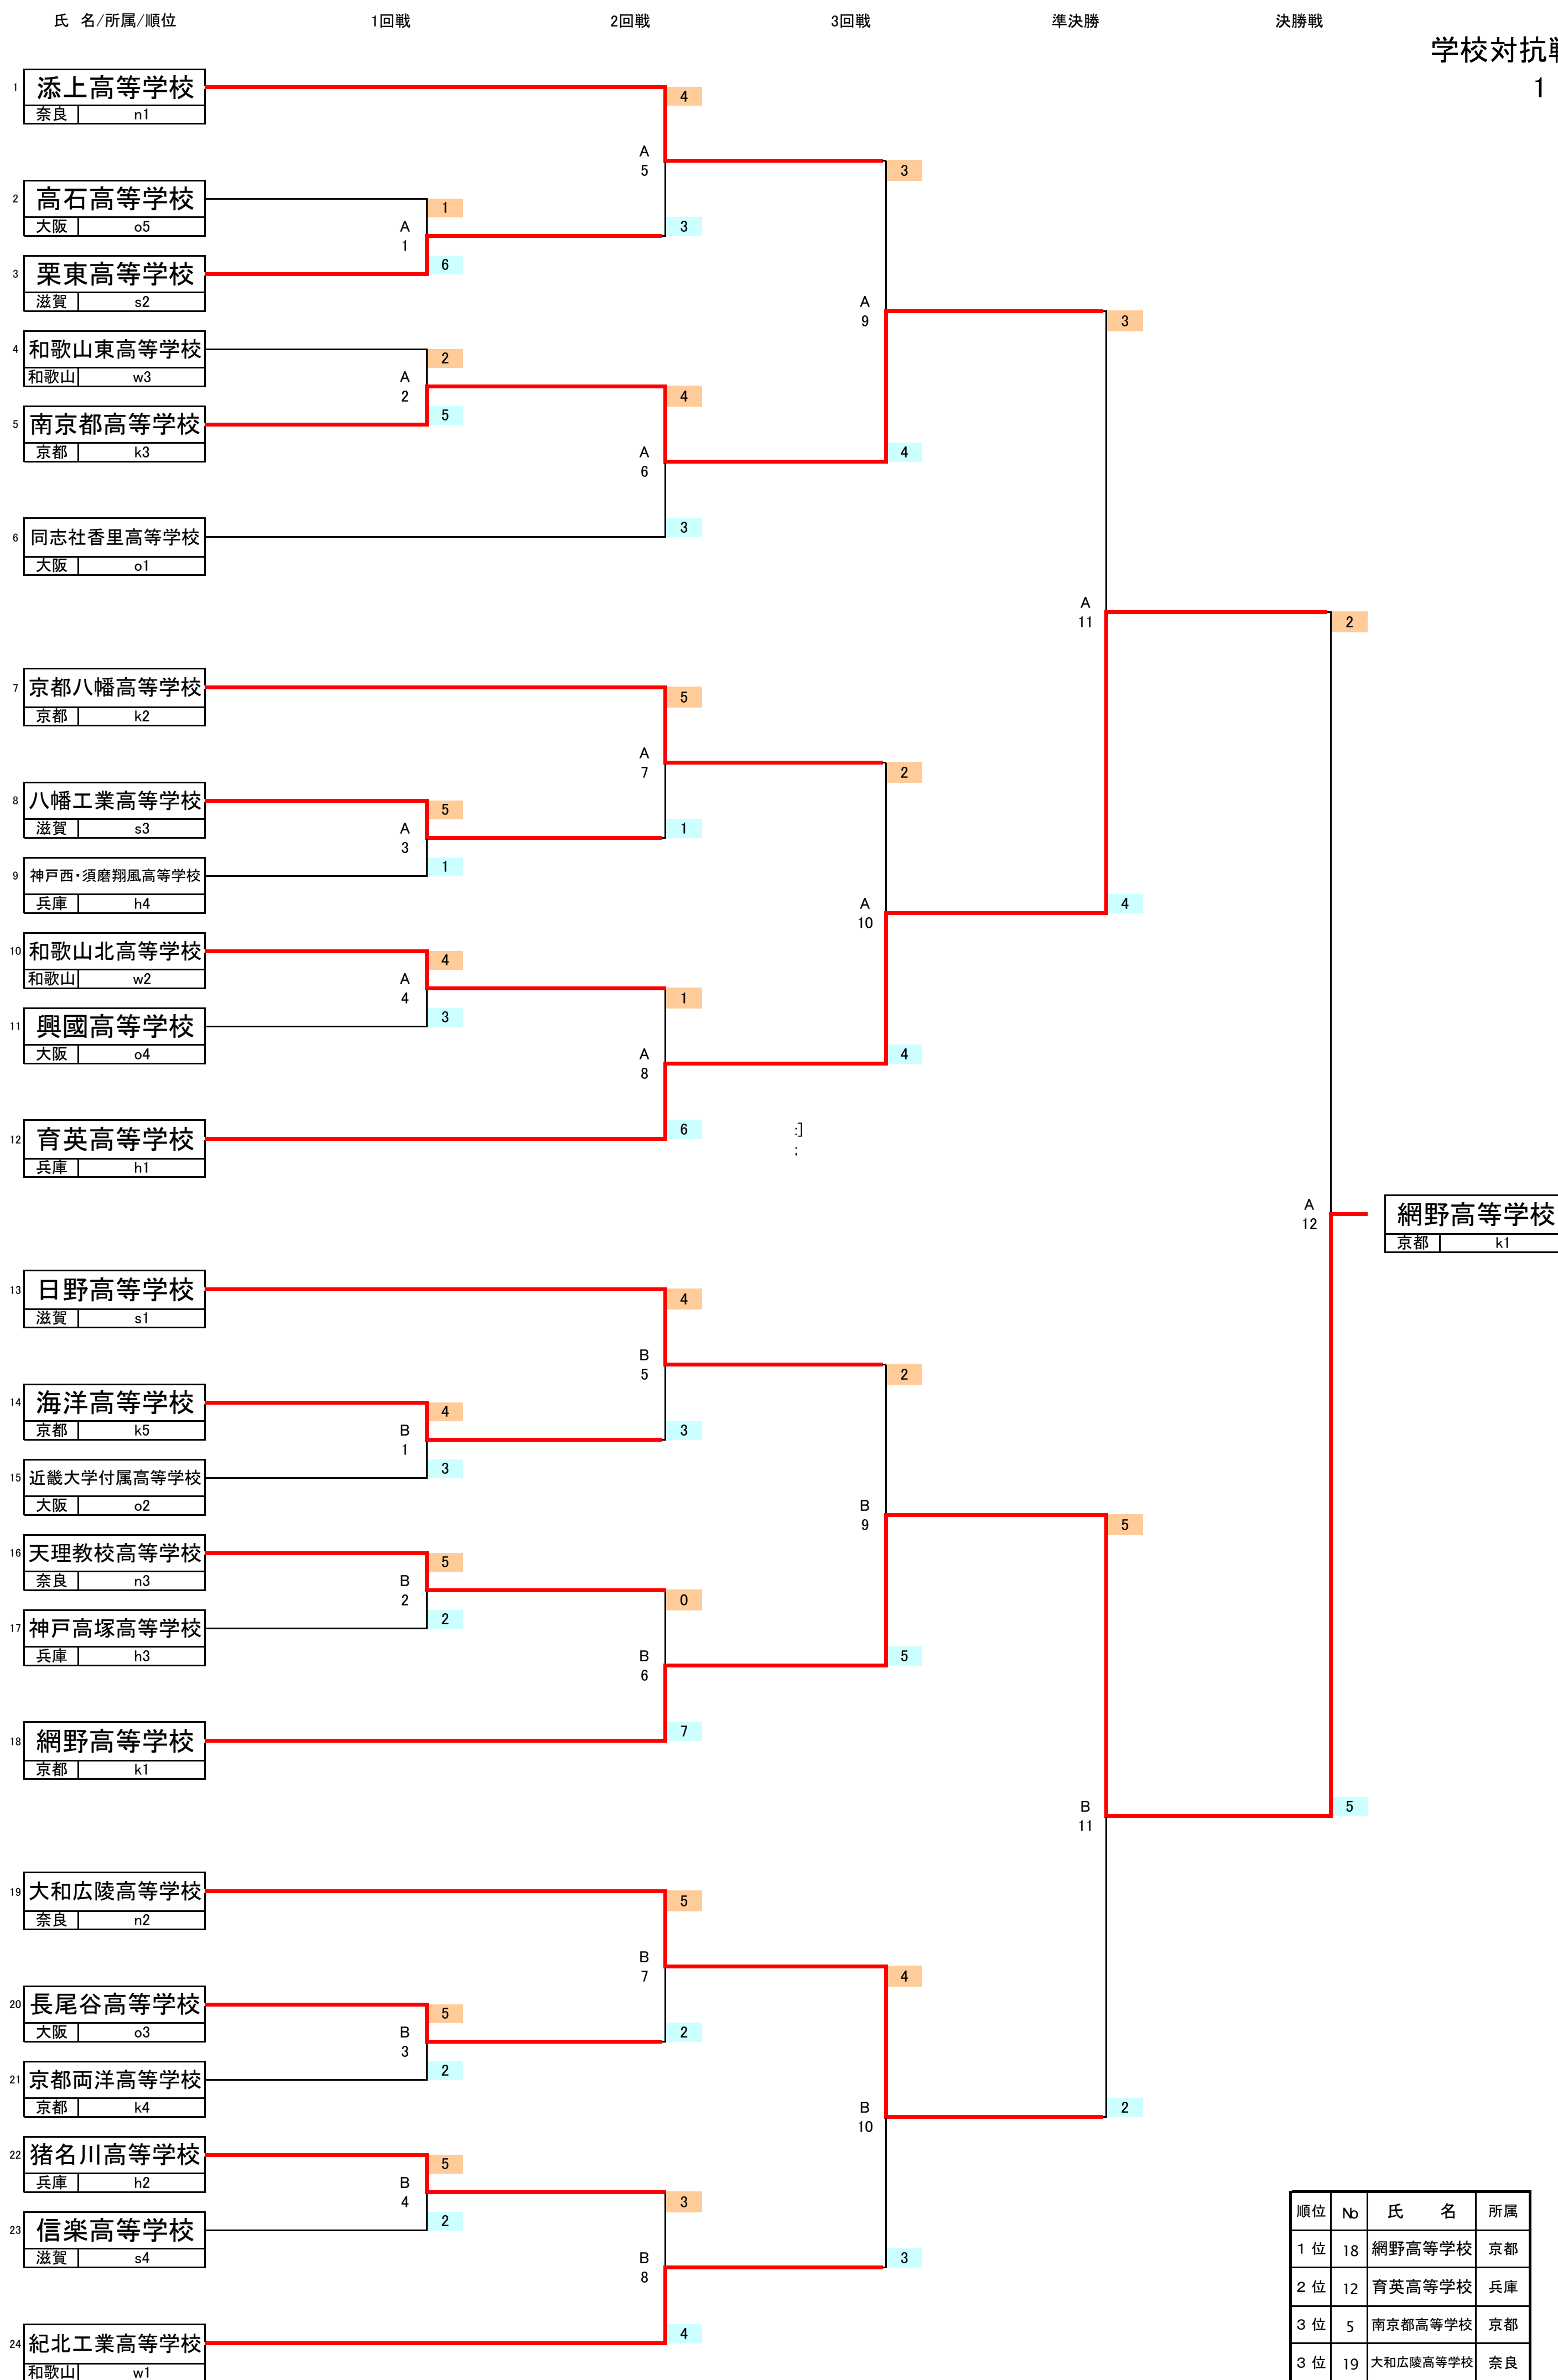 氏 名/所属/順位 1回戦 2回戦 3回戦 準決勝 決勝戦
学校対抗戦
1
1 添上高等学校
奈良 n1
4
A
5
3
2 高石高等学校
大阪 o5
1
A
1
3
6
3 栗東高等学校
滋賀 s2
A
9
3
4 和歌山東高等学校
和歌山 w3
2
A
2
4
5 南京都高等学校
京都 k3
5
A
6
4
6 同志社香里高等学校
大阪 o1
3
A
11
2
7 京都八幡高等学校
京都 k2
5
A
7
2
8 八幡工業高等学校
滋賀 s3
5
A
3
1
9 神戸西・須磨翔風高等学校
兵庫 h4
1
A
10
4
10 和歌山北高等学校
和歌山 w2
4
A
4
1
11 興國高等学校
大阪 o4
3
A
8
4
12 育英高等学校
兵庫 h1
6
:]
;
A
12
網野高等学校
京都 k1
13 日野高等学校
滋賀 s1
4
B
5
2
14 海洋高等学校
京都 k5
4
B
1
3
15 近畿大学付属高等学校
大阪 o2
3
B
9
5
16 天理教校高等学校
奈良 n3
5
B
2
0
17 神戸高塚高等学校
兵庫 h3
2
B
6
5
18 網野高等学校
京都 k1
7
B
11
5
19 大和広陵高等学校
奈良 n2
5
B
7
4
20 長尾谷高等学校
大阪 o3
5
B
3
2
21 京都両洋高等学校
京都 k4
2
B
10
2
22 猪名川高等学校
兵庫 h2
5
B
4
3
23 信楽高等学校
滋賀 s4
2
B
8
3
24 紀北工業高等学校
和歌山 w1
4
順位 No 氏 名 所属
1 位 18 網野高等学校 京都
2 位 12 育英高等学校 兵庫
3 位 5 南京都高等学校 京都
3 位 19 大和広陵高等学校 奈良